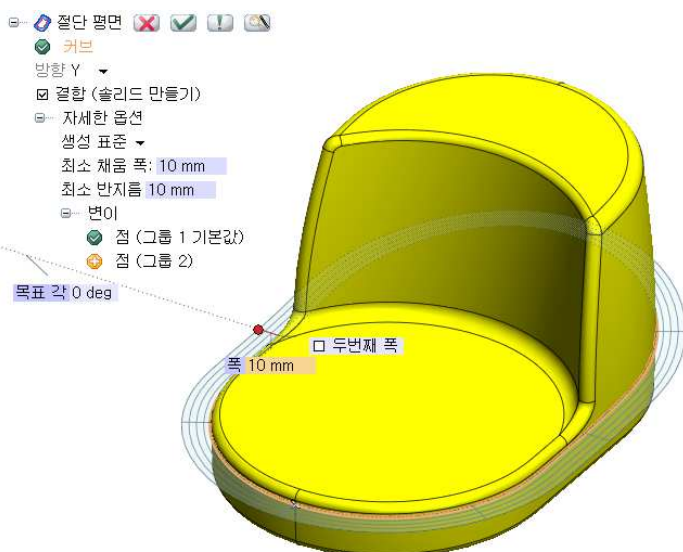 절단 평면
커브
방향 Y
결합 (솔리드 만들기)
자세한 옵션
생성 표준
최소 채움 폭: 10 mm
최소 반지름 10 mm
변이
점 (그룹 1 기본값)
점 (그룹 2)
목표 각 0 deg
두번째 폭
폭 10 mm